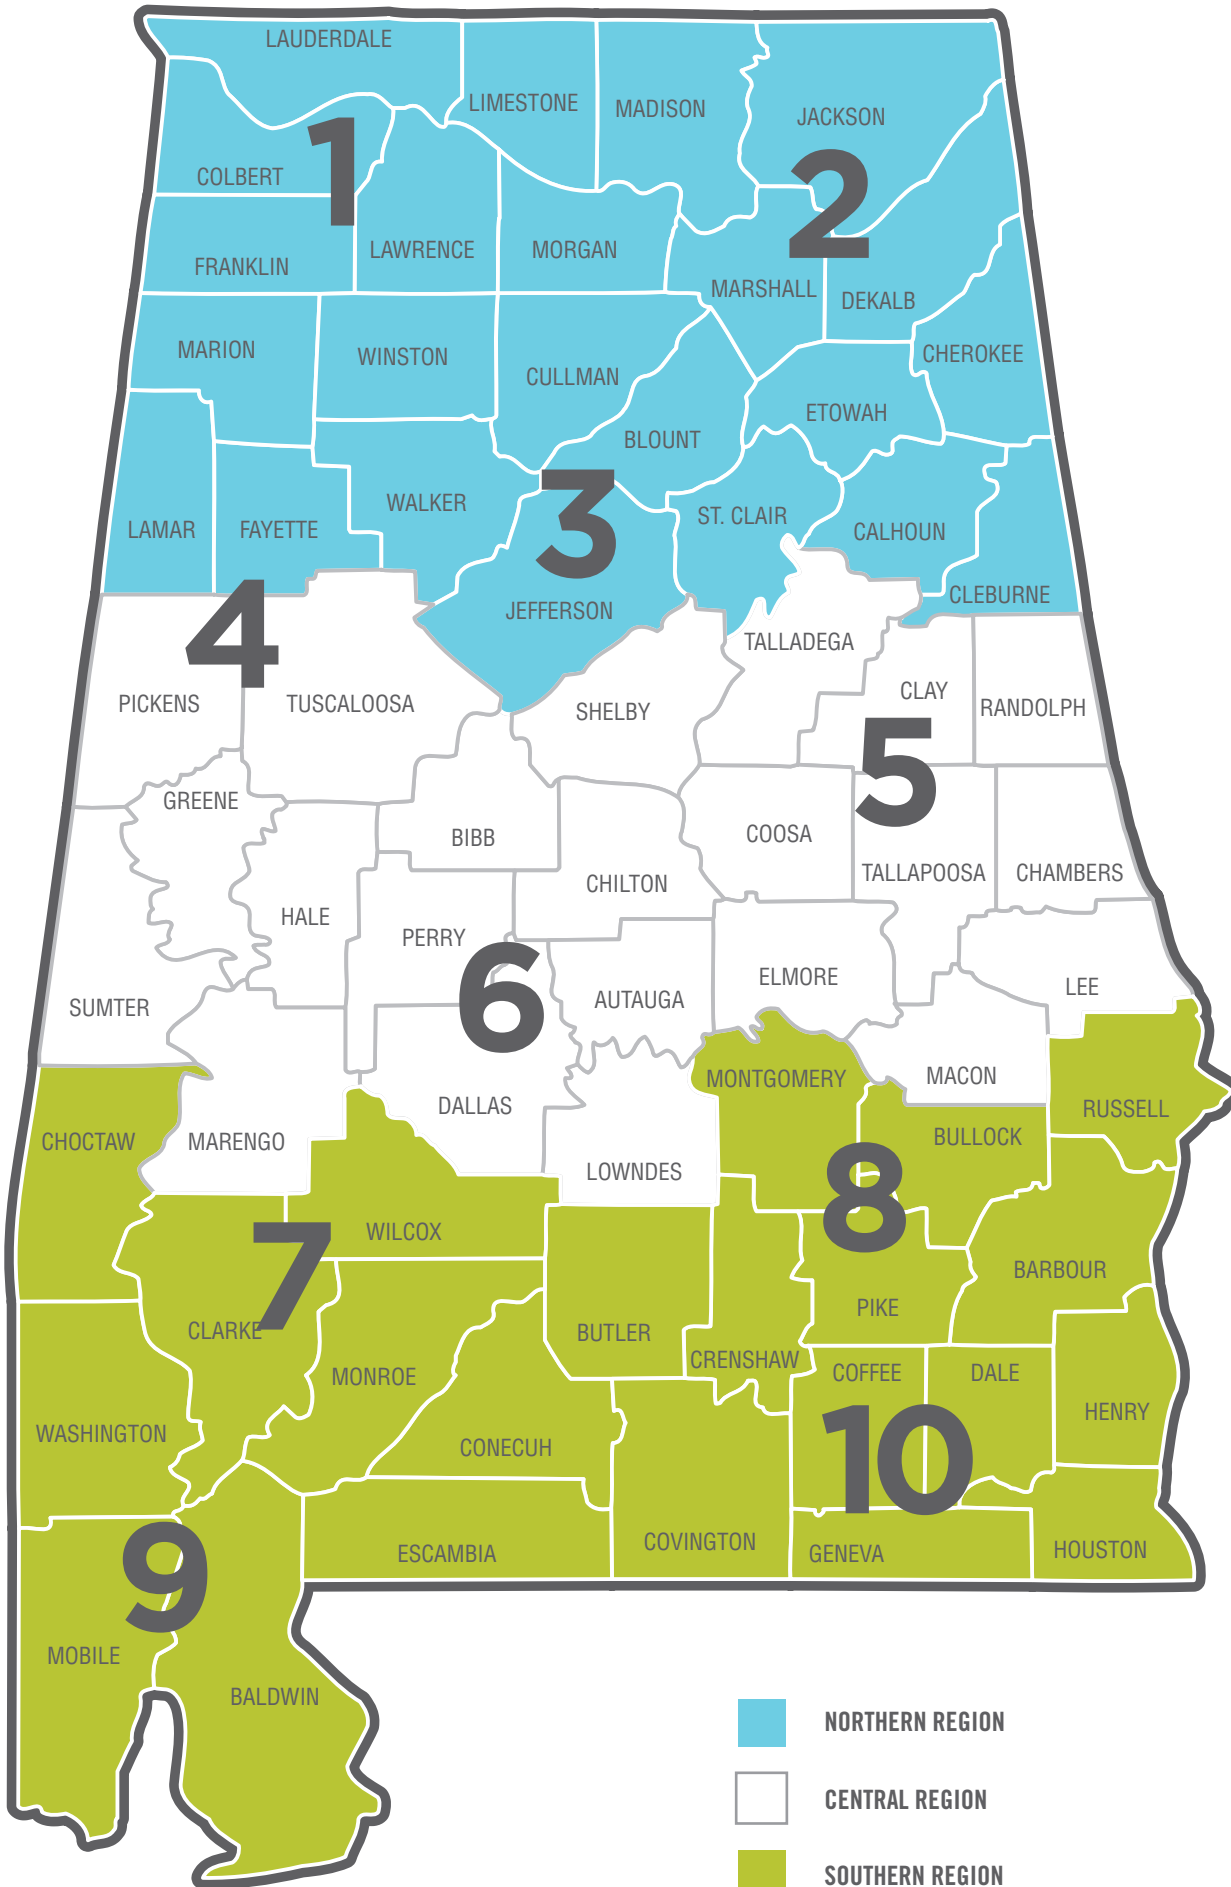 LAUDERDALE
LIMESTONE
MADISON
JACKSON
COLBERT
1
2
FRANKLIN
LAWRENCE
MORGAN
MARSHALL
DEKALB
MARION
WINSTON
CULLMAN
CHEROKEE
ETOWAH
BLOUNT
LAMAR
FAYETTE
WALKER
3
ST. CLAIR
CALHOUN
JEFFERSON
CLEBURNE
4
TALLADEGA
PICKENS
TUSCALOOSA
SHELBY
CLAY
RANDOLPH
5
GREENE
BIBB
COOSA
CHILTON
TALLAPOOSA
CHAMBERS
HALE
PERRY
6
SUMTER
AUTAUGA
ELMORE
LEE
MONTGOMERY
MACON
DALLAS
RUSSELL
CHOCTAW
MARENGO
LOWNDES
BULLOCK
8
7
WILCOX
BARBOUR
CLARKE
BUTLER
PIKE
MONROE
CRENSHAW
COFFEE
DALE
WASHINGTON
CONECUH
10
HENRY
9
ESCAMBIA
COVINGTON
GENEVA
HOUSTON
MOBILE
BALDWIN
NORTHERN REGION
CENTRAL REGION
SOUTHERN REGION